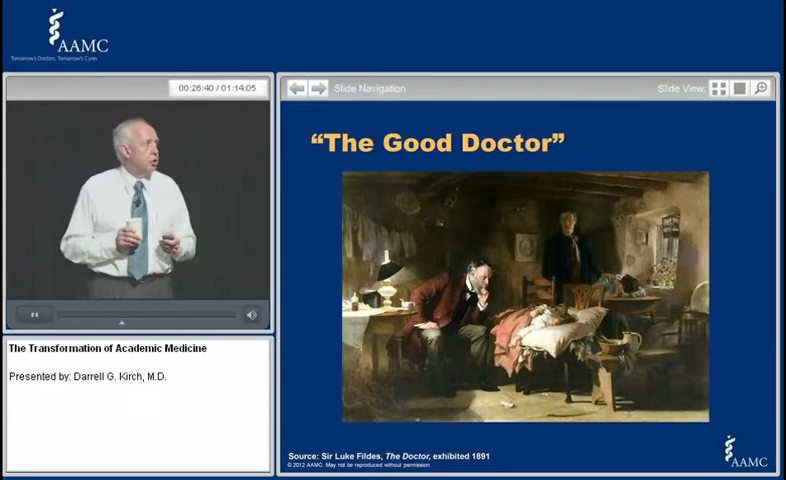 AAMC
Tomorrow's Doctors, Tomorrow's Cures
00:26:40 / 01:14:05
Slide Navigation
Slide View:
“The Good Doctor”
The Transformation of Academic Medicine
Presented by: Darrell G. Kirch, M.D.
Source: Sir Luke Fildes, The Doctor, exhibited 1891
© 2012 AAMC. May not be reproduced without permission.
AAMC